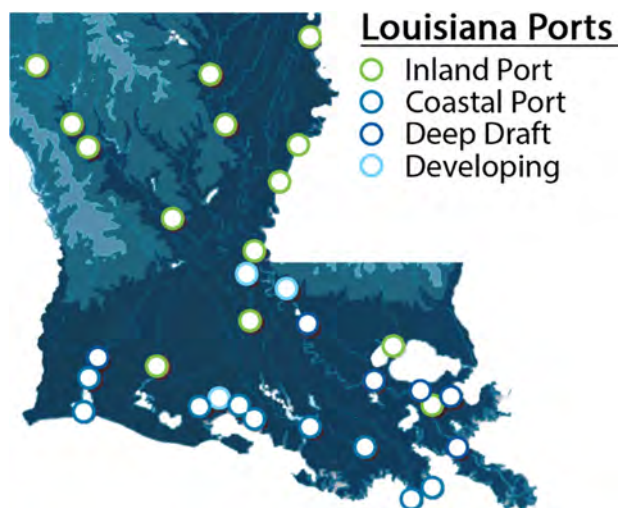 Louisiana Ports
Inland Port
Coastal Port
Deep Draft
Developing